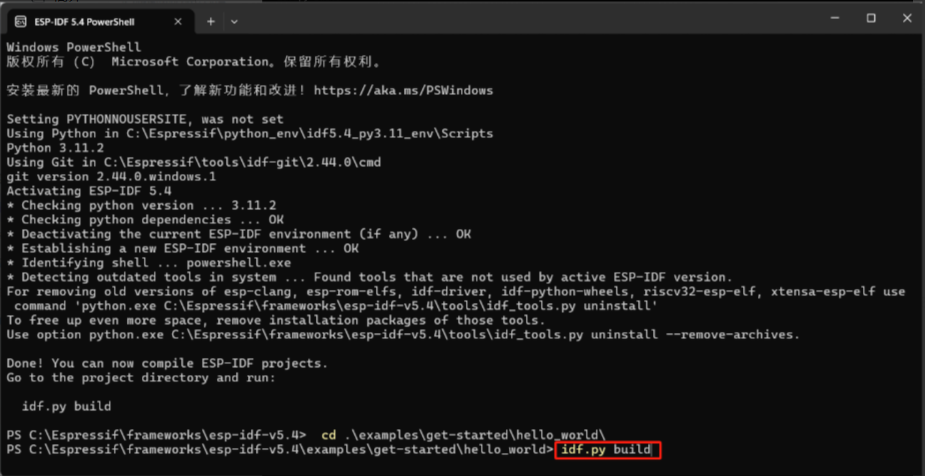 ESP-IDF 5.4 PowerShell
Windows PowerShell
版权所有 (C)  Microsoft Corporation。保留所有权利。
安装最新的 PowerShell，了解新功能和改进！https://aka.ms/PSWindows
Setting PYTHONNOUSERSITE, was not set
Using Python in C:\Espressif\python_env\idf5.4_py3.11_env\Scripts
Python 3.11.2
Using Git in C:\Espressif\tools\idf-git\2.44.0\cmd
git version 2.44.0.windows.1
Activating ESP-IDF 5.4
* Checking python version ... 3.11.2
* Checking python dependencies ... OK
* Deactivating the current ESP-IDF environment (if any) ... OK
* Establishing a new ESP-IDF environment ... OK
* Identifying shell ... powershell.exe
* Detecting outdated tools in system ... Found tools that are not used by active ESP-IDF version.
For removing old versions of esp-clang, esp-rom-elfs, idf-driver, idf-python-wheels, riscv32-esp-elf, xtensa-esp-elf use
command 'python.exe C:\Espressif\frameworks\esp-idf-v5.4\tools\idf_tools.py uninstall'
To free up even more space, remove installation packages of those tools.
Use option python.exe C:\Espressif\frameworks\esp-idf-v5.4\tools\idf_tools.py uninstall --remove-archives.
Done! You can now compile ESP-IDF projects.
Go to the project directory and run:
idf.py build
PS C:\Espressif\frameworks\esp-idf-v5.4>  cd .\examples\get-started\hello_world\
PS C:\Espressif\frameworks\esp-idf-v5.4\examples\get-started\hello_world> idf.py build